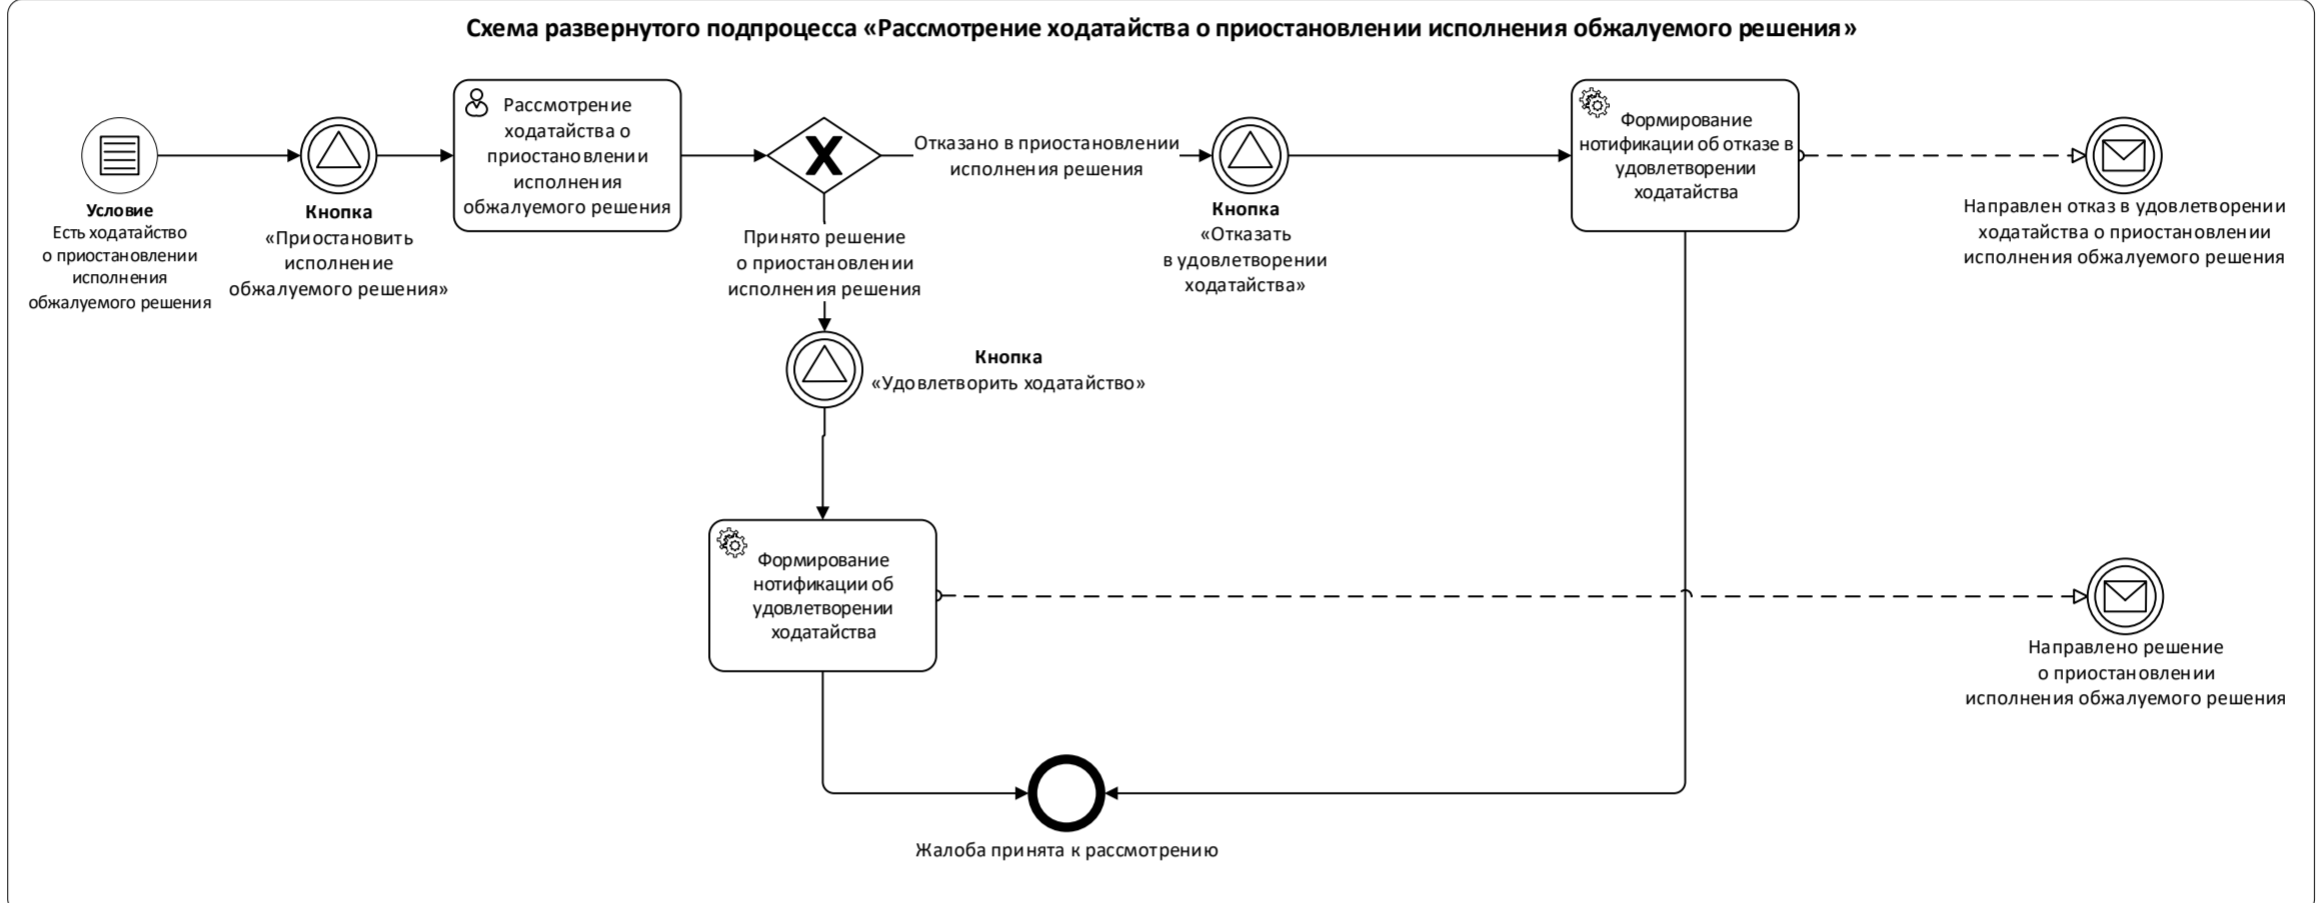 Схема развернутого подпроцесса «Рассмотрение ходатайства о приостановлении исполнения обжалуемого решения»
Условие
Есть ходатайство
о приостановлении
исполнения
обжалуемого решения
Кнопка
«Приостановить
исполнение
обжалуемого решения»
Рассмотрение
ходатайства о
приостановлении
исполнения
обжалуемого решения
X
Отказано в приостановлении
исполнения решения
Принято решение
о приостановлении
исполнения решения
Кнопка
«Отказать
в удовлетворении
ходатайства»
Формирование
нотификации об отказе в
удовлетворении
ходатайства
Направлен отказ в удовлетворении
ходатайства о приостановлении
исполнения обжалуемого решения
Кнопка
«Удовлетворить ходатайство»
Формирование
нотификации об
удовлетворении
ходатайства
Направлено решение
о приостановлении
исполнения обжалуемого решения
Жалоба принята к рассмотрению